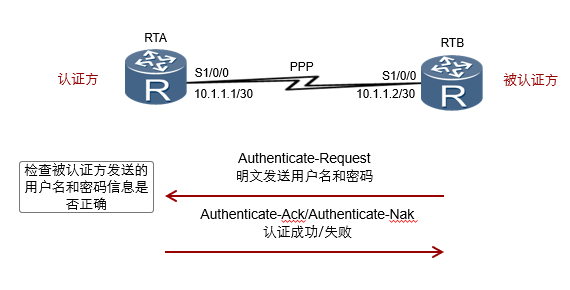 RTA
RTB
认证方
S1/0/0
PPP
S1/0/0
被认证方
R
10.1.1.1/30
10.1.1.2/30
R
检查被认证方发送的
用户名和密码信息是
否正确
Authenticate-Request
明文发送用户名和密码
Authenticate-Ack/Authenticate-Nak
认证成功/失败